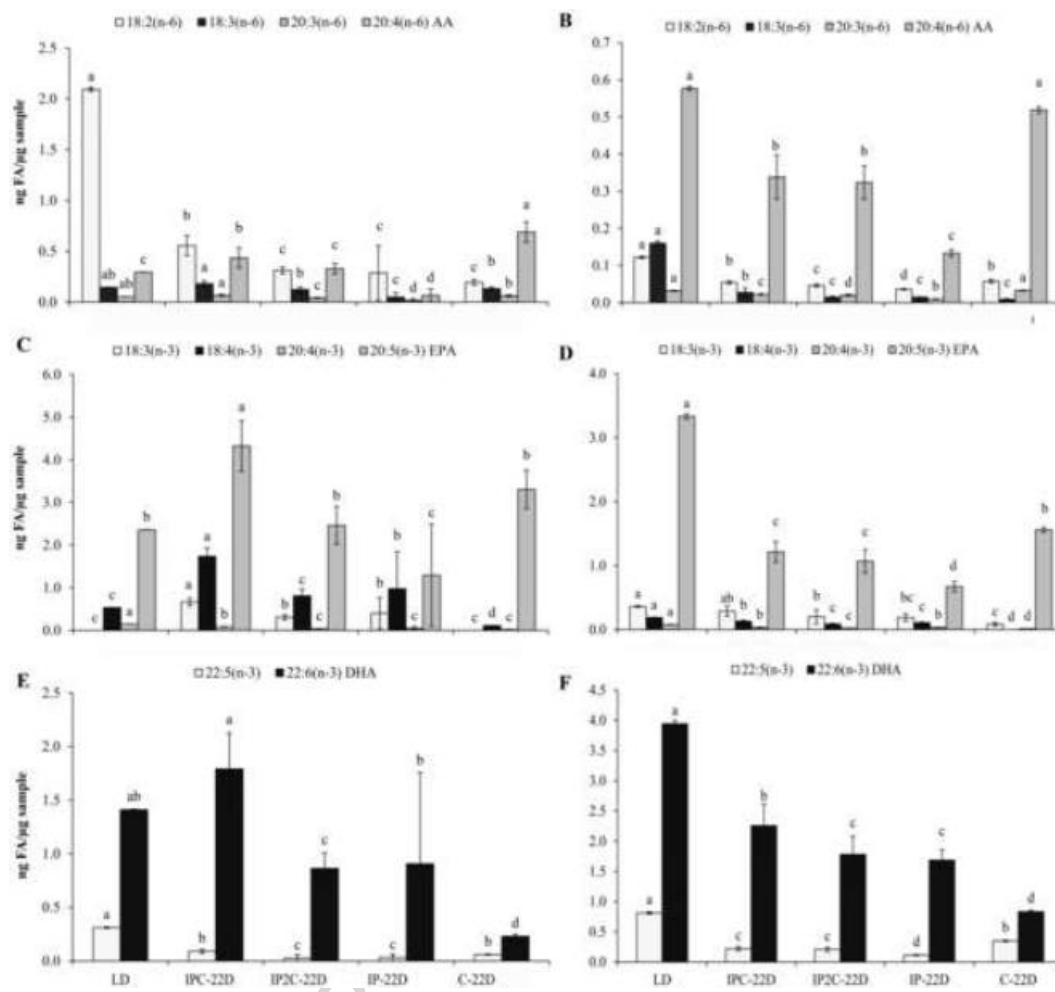 18:2(n-6) 18:3(n-6) 20:3(n-6) 20:4(n-6) AA
2.5
2.0
1.5
1.0
0.5
0.0
ng FA/µg sample
a
ab ab c
b a a b
c b c c
c c c d
c b b a
B
18:2(n-6) 18:3(n-6) 20:3(n-6) 20:4(n-6) AA
0.7
0.6
0.5
0.4
0.3
0.2
0.1
0.0
a a a a
b b c b
b c d b
d c b c
b c a a
C
18:3(n-3) 18:4(n-3) 20:4(n-3) 20:5(n-3) EPA
6.0
5.0
4.0
3.0
2.0
1.0
0.0
ng FA/µg sample
c c a b
a a b a
b c c b
b b c c
c d c b
D
18:3(n-3) 18:4(n-3) 20:4(n-3) 20:5(n-3) EPA
4.0
3.0
2.0
1.0
0.0
a a a a
ab b b c
b c c c
bc b b d
c d d b
E
22:5(n-3) 22:6(n-3) DHA
2.5
2.0
1.5
1.0
0.5
0.0
ng FA/µg sample
a ab
b a
c c
c b
b d
LD IPC-22D IP2C-22D IP-22D C-22D
F
22:5(n-3) 22:6(n-3) DHA
4.5
4.0
3.5
3.0
2.5
2.0
1.5
1.0
0.5
0.0
a a
c b
c c
d c
b d
LD IPC-22D IP2C-22D IP-22D C-22D